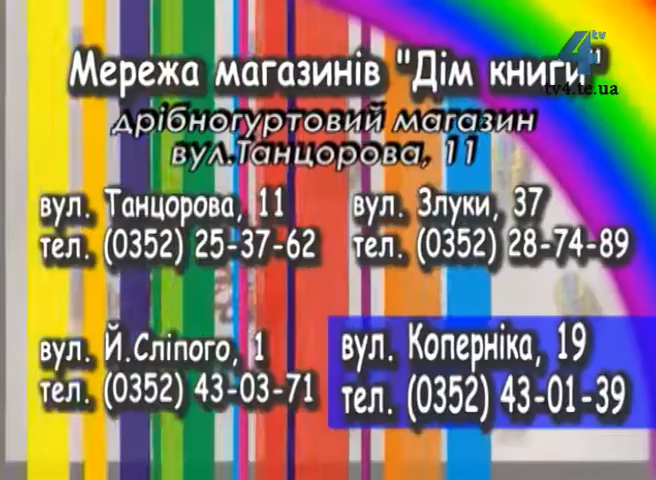 Мережа магазинів "Дім книги"
4 tv
tv4.te.ua
дрібногуртовий магазин
вул.Танцорова, 11
вул. Танцорова, 11
тел. (0352) 25-37-62
вул. Злуки, 37
тел. (0352) 28-74-89
вул. Й.Сліпого, 1
тел. (0352) 43-03-71
вул. Коперніка, 19
тел. (0352) 43-01-39